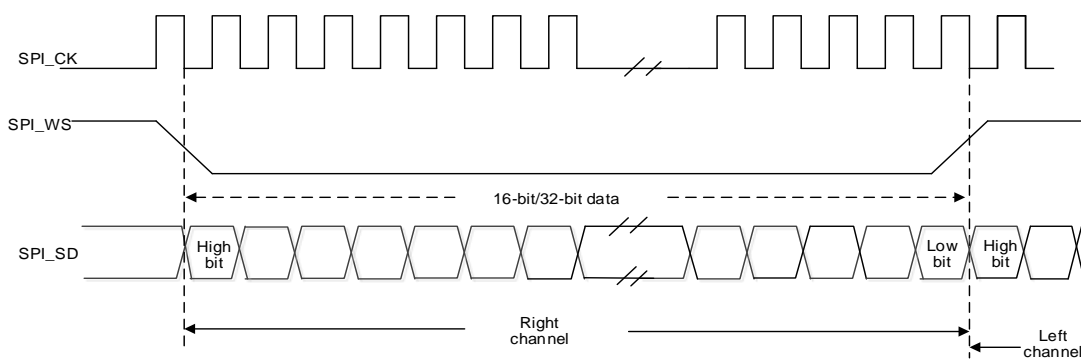 SPI_CK
SPI_WS
16-bit/32-bit data
SPI_SD
High
bit
Low
bit
High
bit
Right
channel
Left
channel